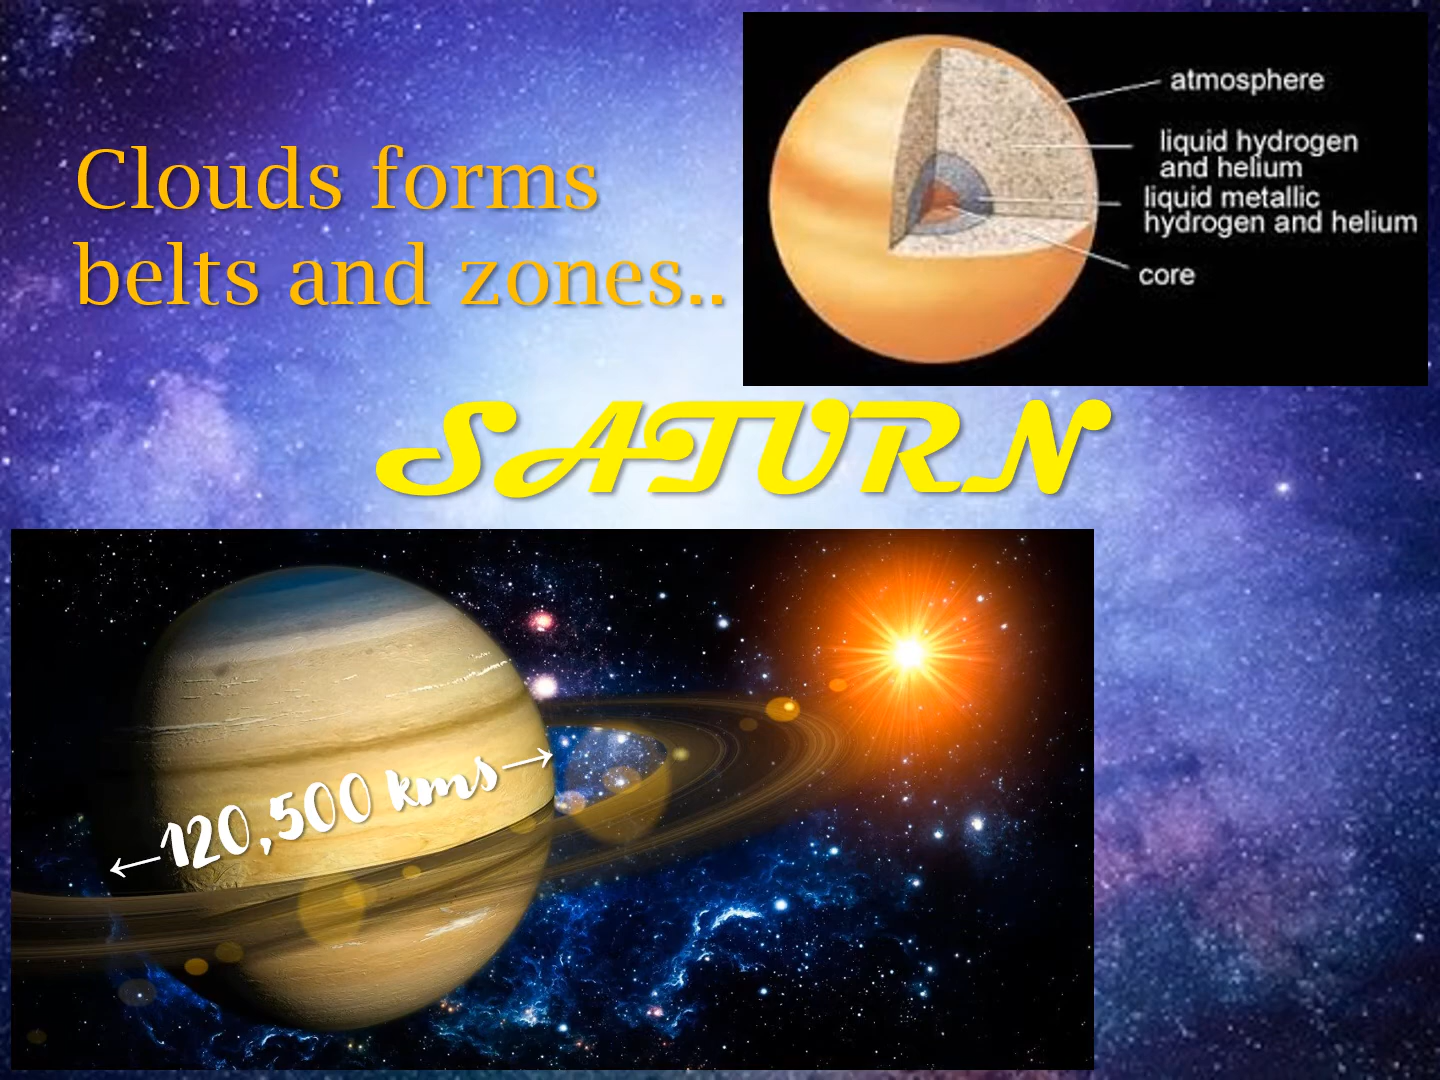 Clouds forms
belts and zones..
atmosphere
liquid hydrogen
and helium
liquid metallic
hydrogen and helium
core
SATURN
←120,500 kms→